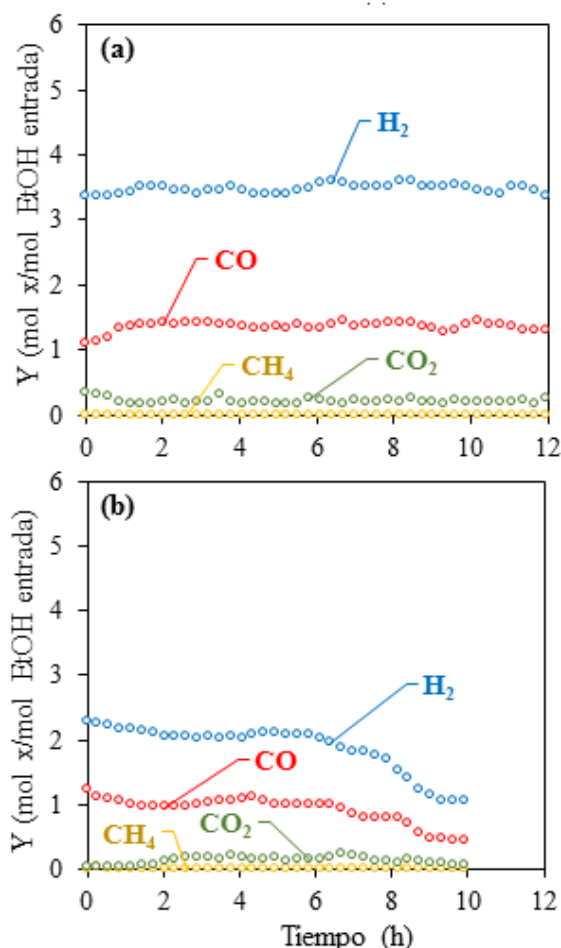 Y (mol x/mol EtOH entrada)
6
(a)
5
H2
4
3
CO
2
CH4
CO2
1
0
0 2 4 6 8 10 12
Y (mol x/mol EtOH entrada)
6
(b)
5
4
3
H2
2
CO
1
CH4
CO2
0
0 2 4 6 8 10 12
Tiempo (h)